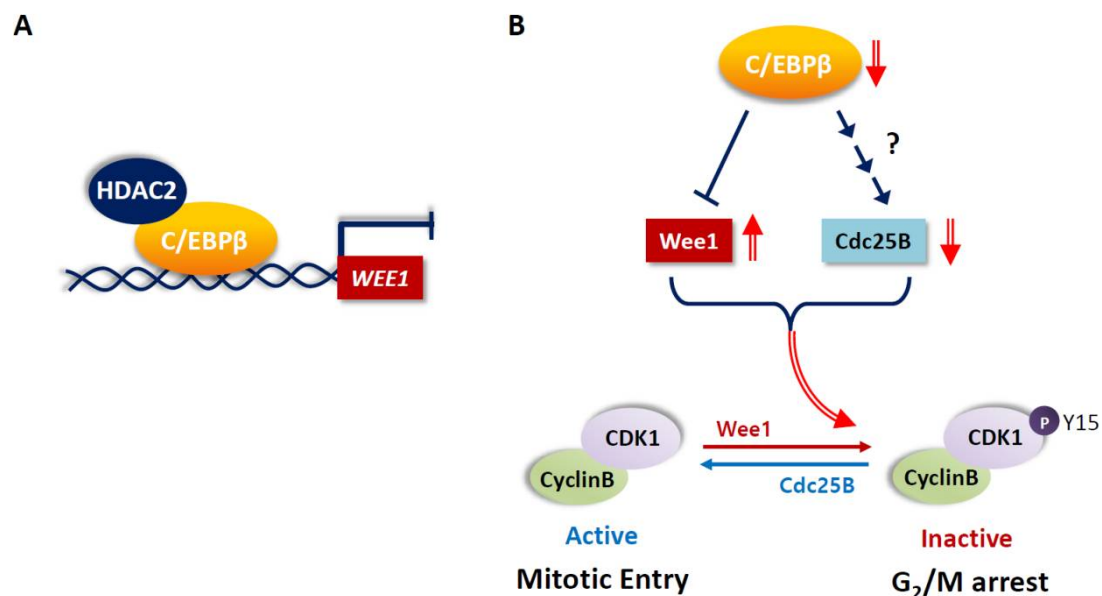 A
HDAC2
C/EBPβ
WEE1
B
C/EBPβ
?
Wee1
Cdc25B
CDK1
CyclinB
Wee1
Cdc25B
CDK1
P
Y15
CyclinB
Active
Mitotic Entry
Inactive
G₂/M arrest